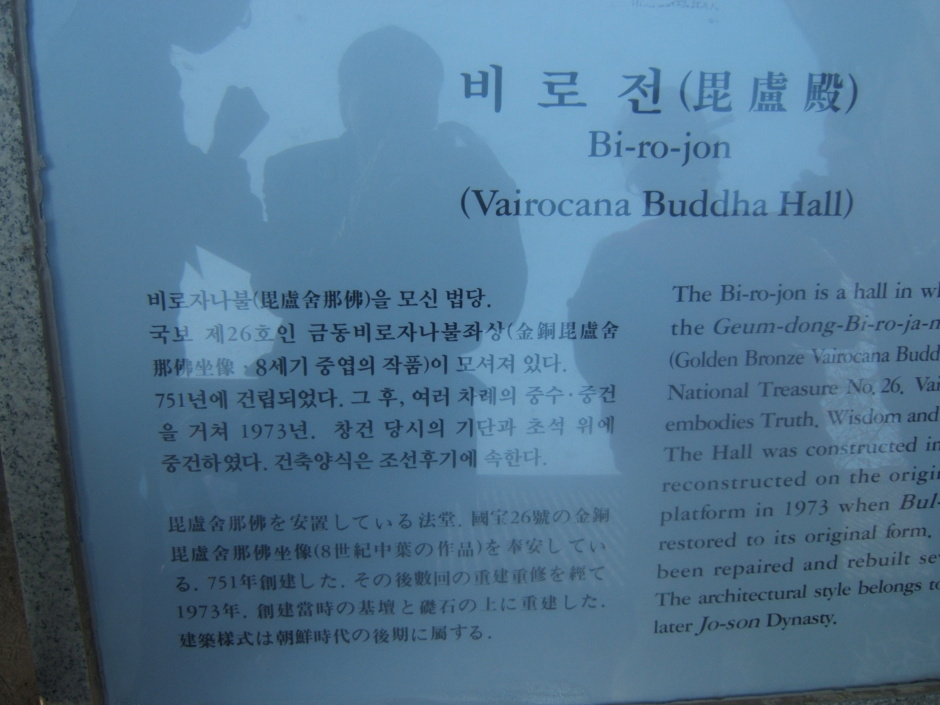 비로전(毘盧殿)
Bi-ro-jon
(Vairocana Buddha Hall)
비로자나불(毘盧舍那佛)을 모신 법당.
국보 제26호인 금동비로자나불좌상(金銅毘盧舍
那佛坐像 · 8세기 중엽의 작품)이 모셔져 있다.
751년에 건립되었다. 그 후, 여러 차례의 중수·중건
을 거쳐 1973년. 창건 당시의 기단과 초석 위에
중건하였다. 건축양식은 조선후기에 속한다.
毘盧舍那佛を安置している法堂. 國宝26號の金銅
毘盧舍那佛坐像(8世紀中葉の作品)を奉安してい
る. 751年創建した. その後數回の重建重修を経て
1973年. 創建當時の基壇と礎石の上に重建した.
建築樣式は朝鮮時代の後期に屬する.
The Bi-ro-jon is a hall in
the Geum-dong-Bi-ro-ja-
(Golden Bronze Vairocana
National Treasure No. 26.
embodies Truth. Wisdom and
The Hall was constructed
reconstructed on the
platform in 1973 when
restored to its original form.
been repaired and rebuilt
The architectural style belongs
later Jo-son Dynasty.